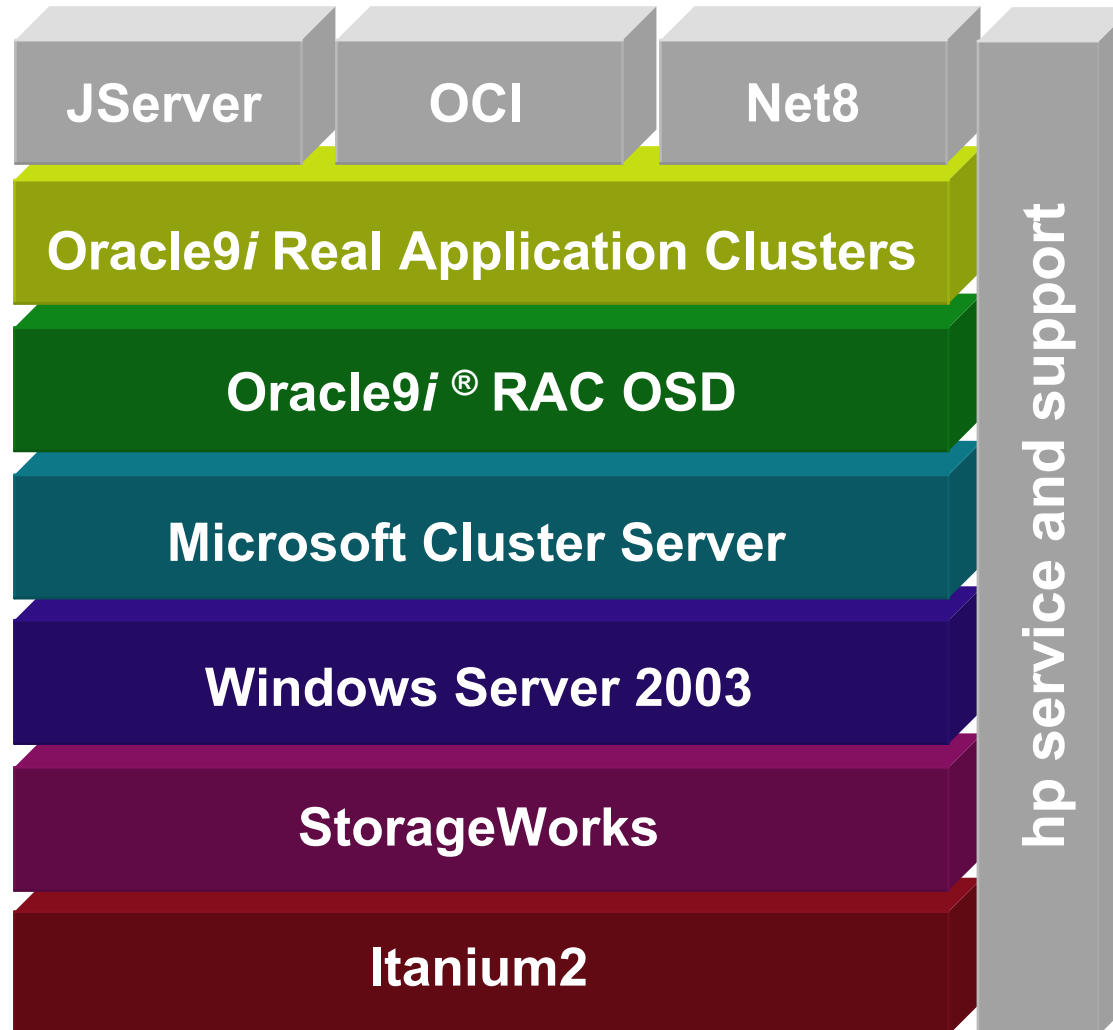 JServer
OCI
Net8
Oracle9i Real Application Clusters
Oracle9i ® RAC OSD
Microsoft Cluster Server
Windows Server 2003
StorageWorks
Itanium2
hp service and support